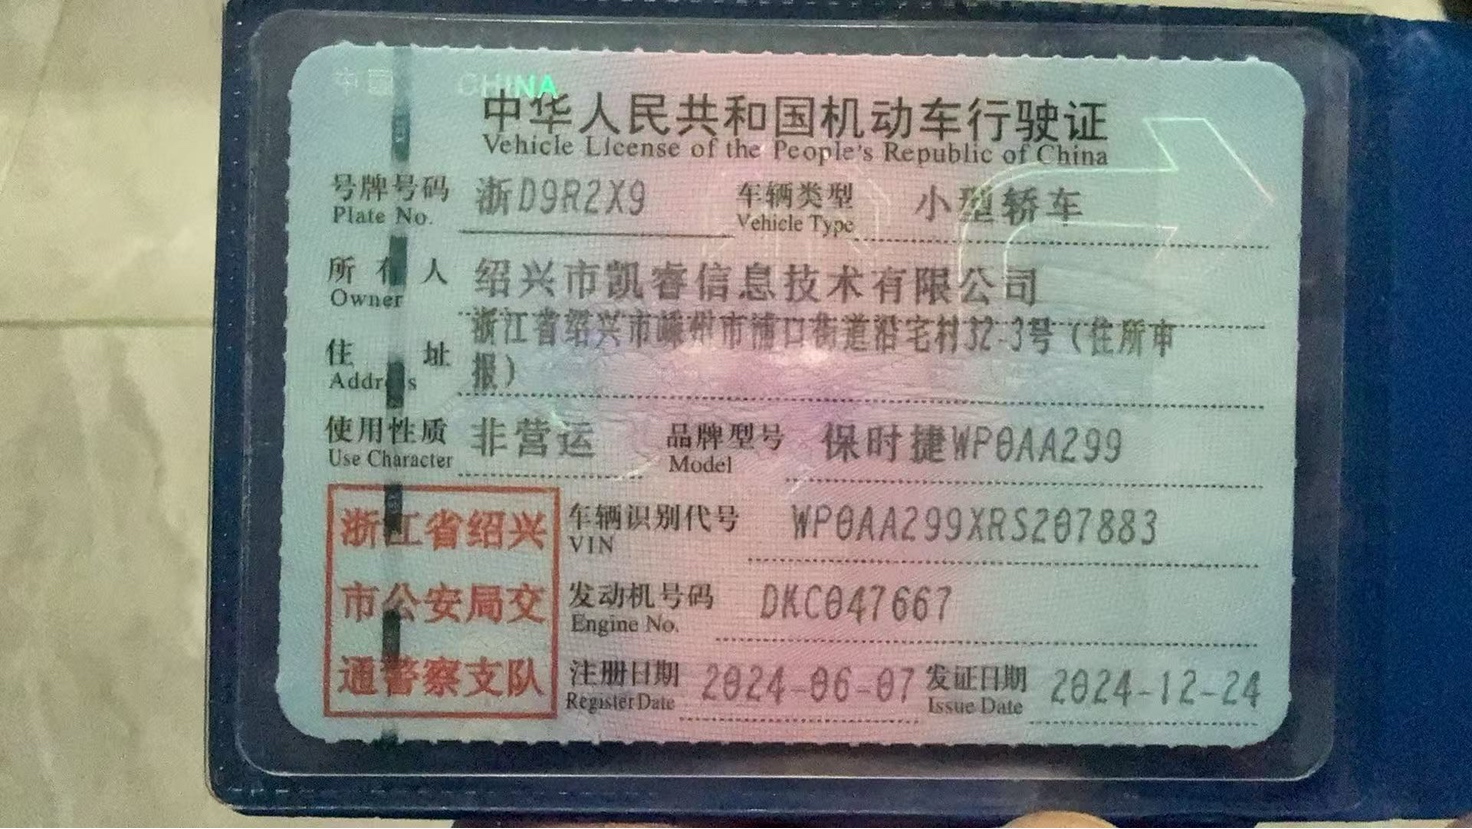 中国 CHINA
中华人民共和国机动车行驶证
Vehicle License of the People's Republic of China
号牌号码 浙D9R2X9 车辆类型 小型轿车
Plate No. Vehicle Type
所有人 绍兴市凯睿信息技术有限公司
Owner
浙江省绍兴市嵊州市浦口街道沿宅村32-3号（住所申
住址 报）
Address
使用性质 非营运 品牌型号 保时捷WP0AA299
Use Character Model
浙江省绍兴 车辆识别代号 WP0AA299XRS207883
VIN
市公安局交 发动机号码 DKC047667
Engine No.
通警察支队 注册日期 2024-06-07 发证日期 2024-12-24
Register Date Issue Date